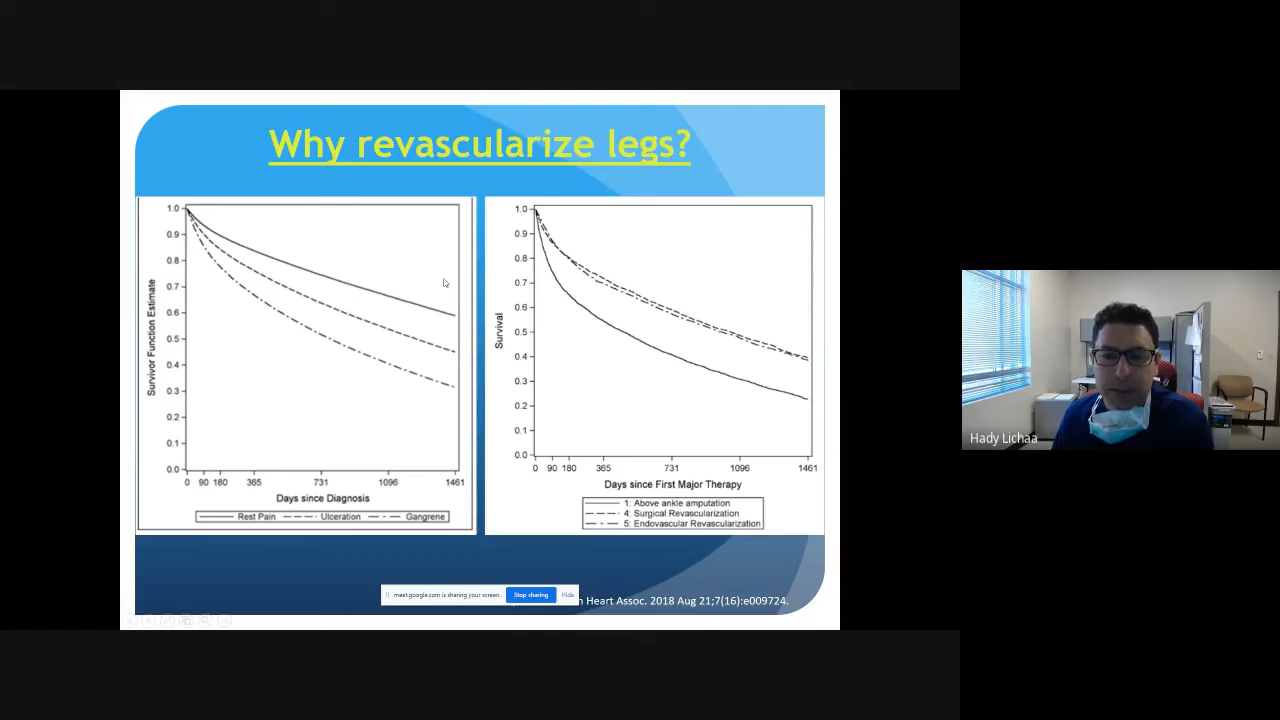 Why revascularize legs?
1.0
0.9
0.8
0.7
0.6
0.5
0.4
0.3
0.2
0.1
0.0
Survivor Function Estimate
0 90 180 365 731 1096 1461
Days since Diagnosis
Rest Pain Ulceration Gangrene
1.0
0.9
0.8
0.7
0.6
0.5
0.4
0.3
0.2
0.1
0.0
Survival
0 90 180 365 731 1096 1461
Days since First Major Therapy
1: Above ankle amputation
4: Surgical Revascularization
5: Endovascular Revascularization
meet.google.com is sharing your screen. Stop sharing Hide
n Heart Assoc. 2018 Aug 21;7(16):e009724.
Hady Lichaa